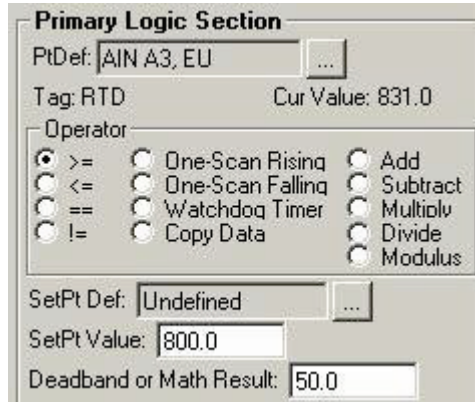 Primary Logic Section
PtDef: AIN A3, EU ...
Tag: RTD Cur Value: 831.0
Operator
>= One-Scan Rising Add
<= One-Scan Falling Subtract
== Watchdog Timer Multiply
!= Copy Data Divide
Modulus
SetPt Def: Undefined ...
SetPt Value: 800.0
Deadband or Math Result: 50.0